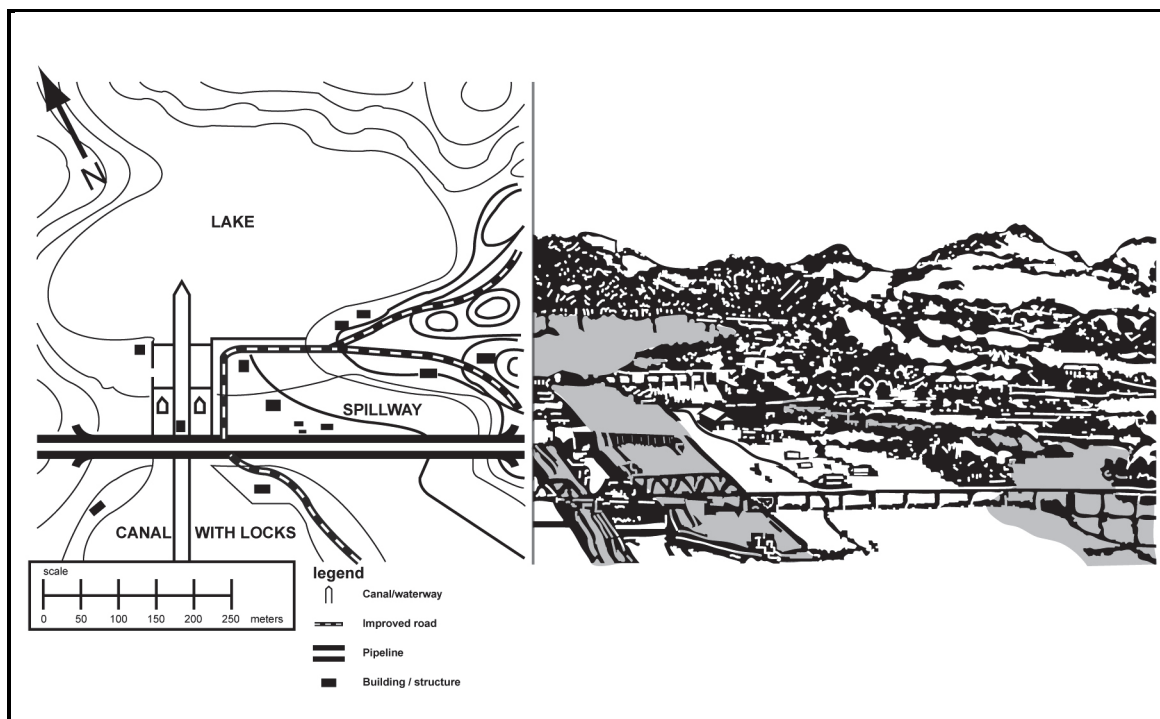 N
LAKE
SPILLWAY
CANAL WITH LOCKS
scale
0 50 100 150 200 250 meters
legend
Canal/waterway
Improved road
Pipeline
Building / structure